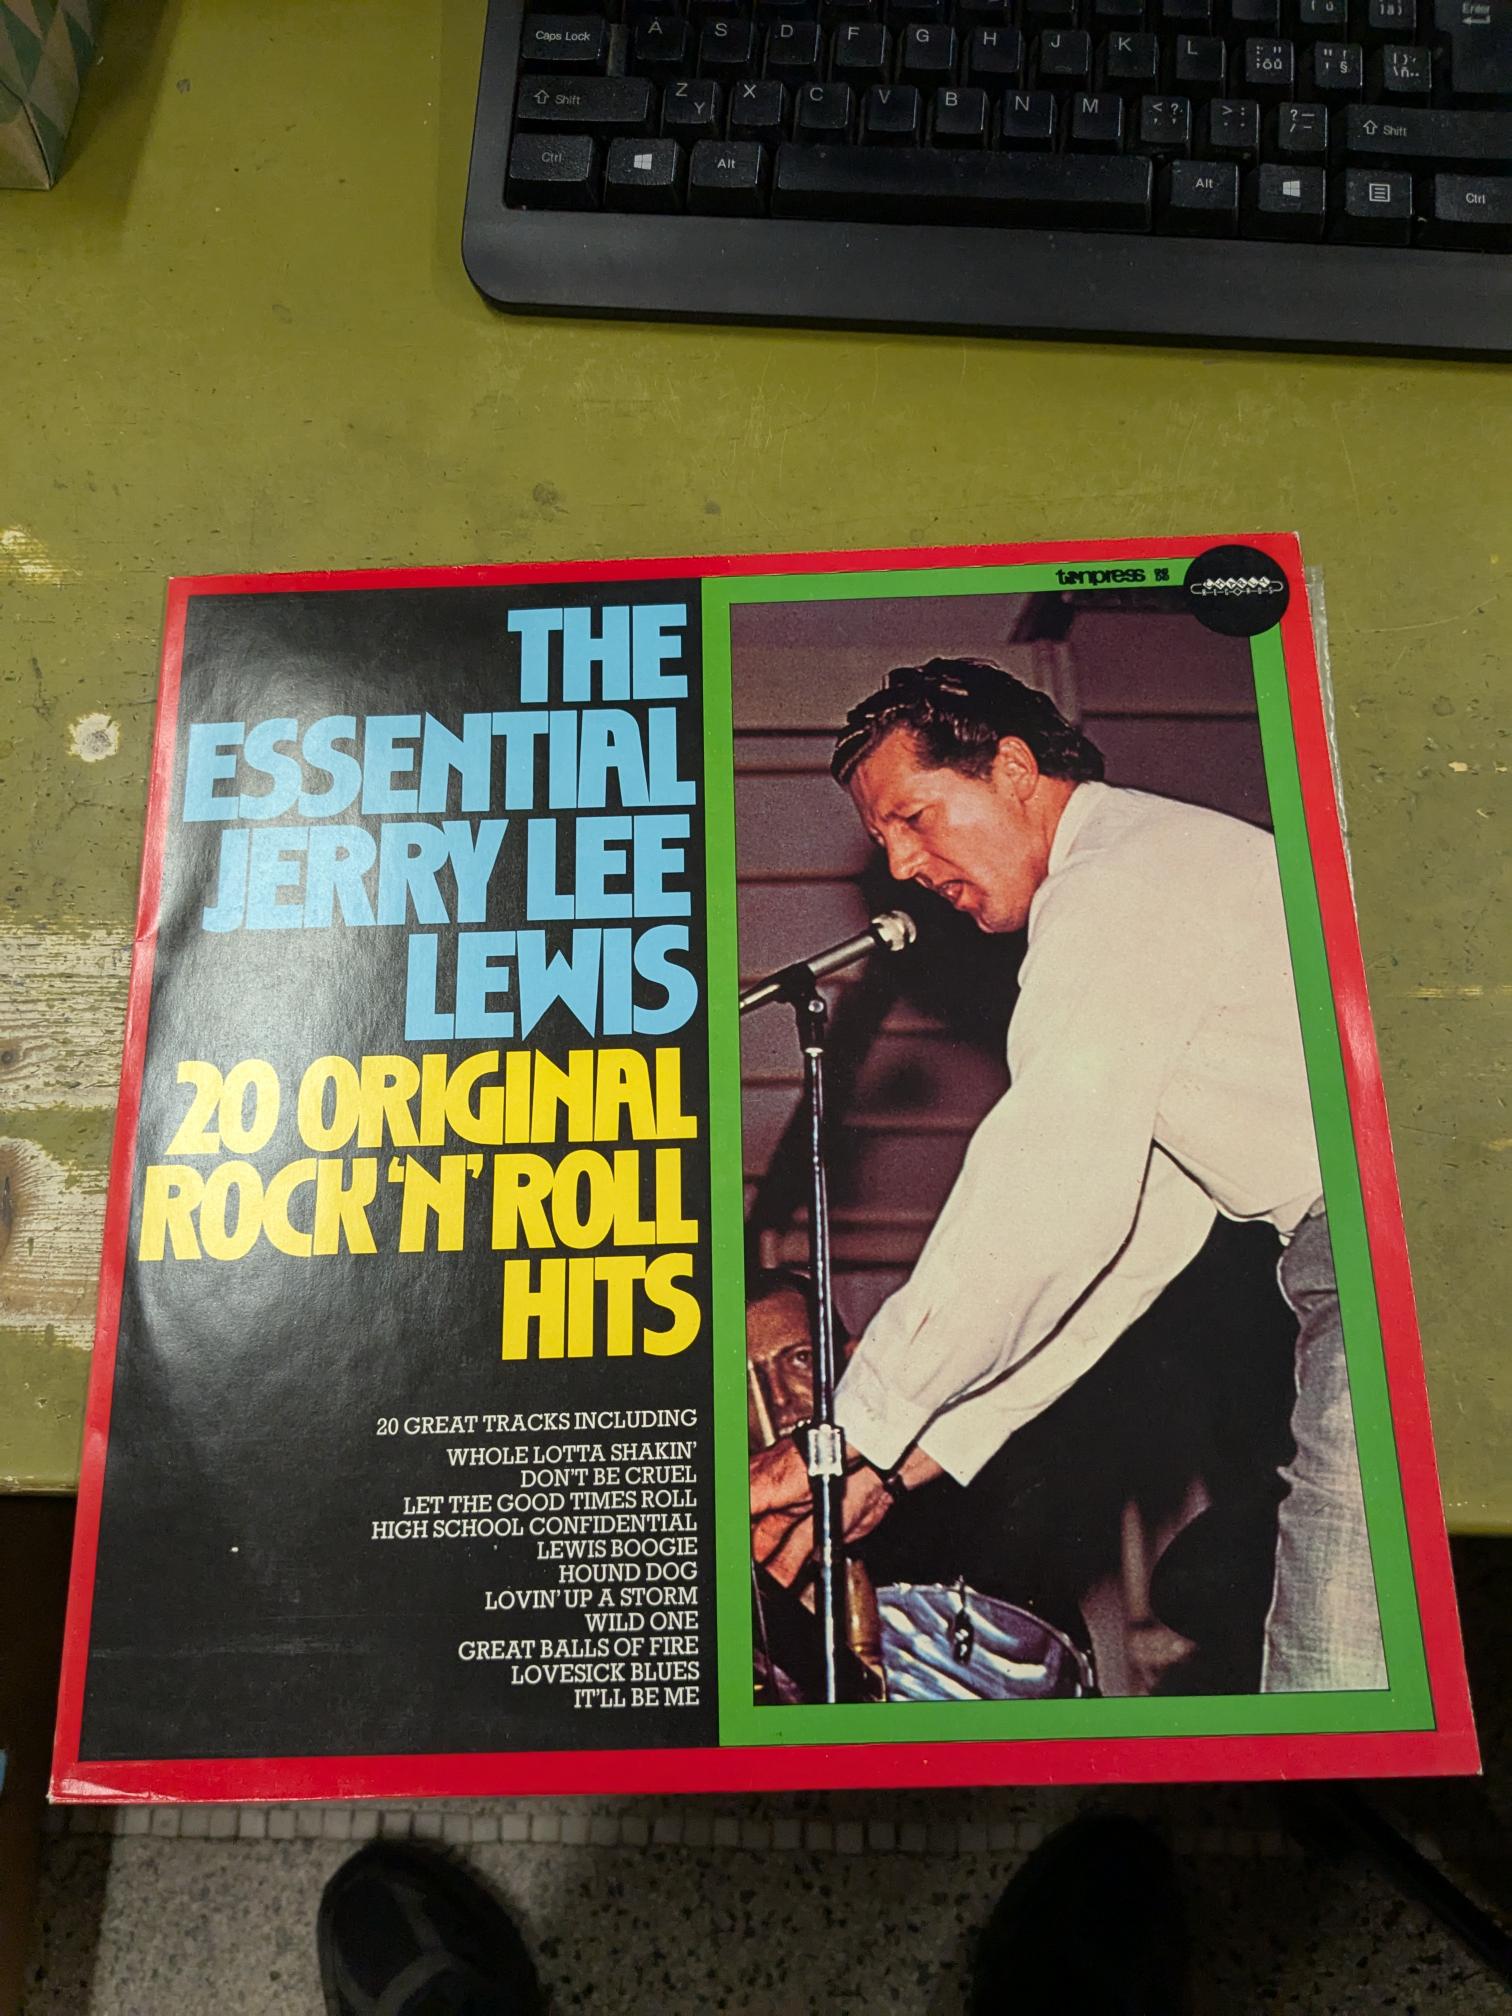 Caps Lock
A S D F G H J K L
Enter
Shift
Z Y X C V B N M
Shift
Ctrl
Alt
Alt
Ctrl
tonpress
THE
ESSENTIAL
JERRY LEE
LEWIS
20 ORIGINAL
ROCK 'N' ROLL
HITS
20 GREAT TRACKS INCLUDING
WHOLE LOTTA SHAKIN'
DON'T BE CRUEL
LET THE GOOD TIMES ROLL
HIGH SCHOOL CONFIDENTIAL
LEWIS BOOGIE
HOUND DOG
LOVIN' UP A STORM
WILD ONE
GREAT BALLS OF FIRE
LOVESICK BLUES
IT'LL BE ME